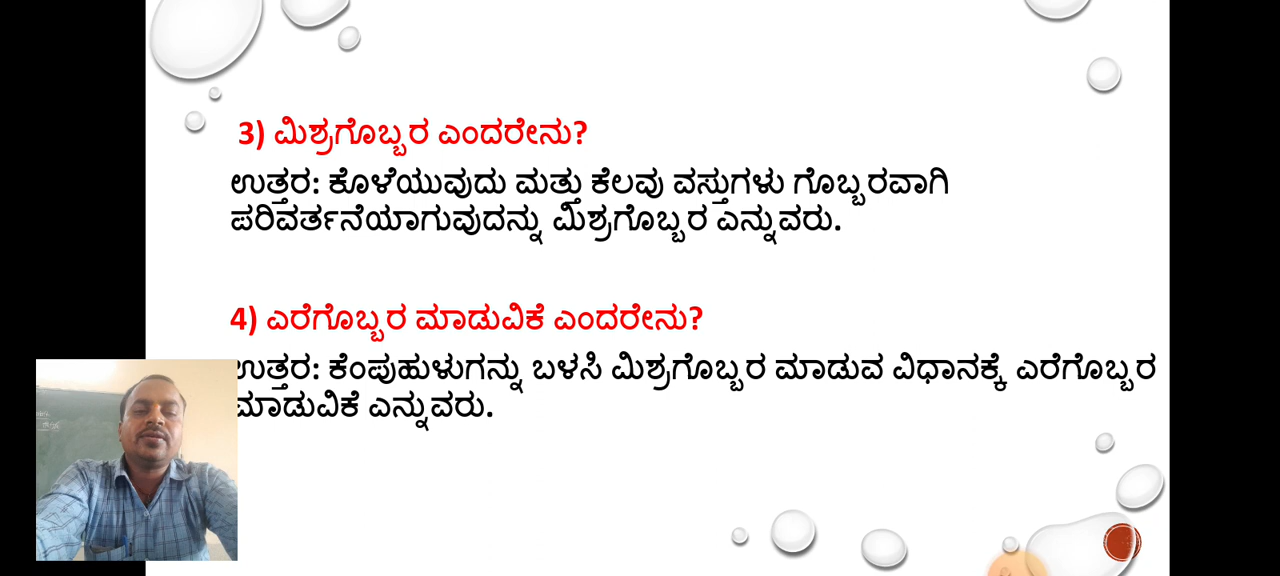 3) ಮಿಶ್ರಗೊಬ್ಬರ ಎಂದರೇನು?
ಉತ್ತರ: ಕೊಳೆಯುವುದು ಮತ್ತು ಕೆಲವು ವಸ್ತುಗಳು ಗೊಬ್ಬರವಾಗಿ
ಪರಿವರ್ತನೆಯಾಗುವುದನ್ನು ಮಿಶ್ರಗೊಬ್ಬರ ಎನ್ನುವರು.
4) ಎರೆಗೊಬ್ಬರ ಮಾಡುವಿಕೆ ಎಂದರೇನು?
ಉತ್ತರ: ಕೆಂಪುಹುಳುಗನ್ನು ಬಳಸಿ ಮಿಶ್ರಗೊಬ್ಬರ ಮಾಡುವ ವಿಧಾನಕ್ಕೆ ಎರೆಗೊಬ್ಬರ
ಮಾಡುವಿಕೆ ಎನ್ನುವರು.